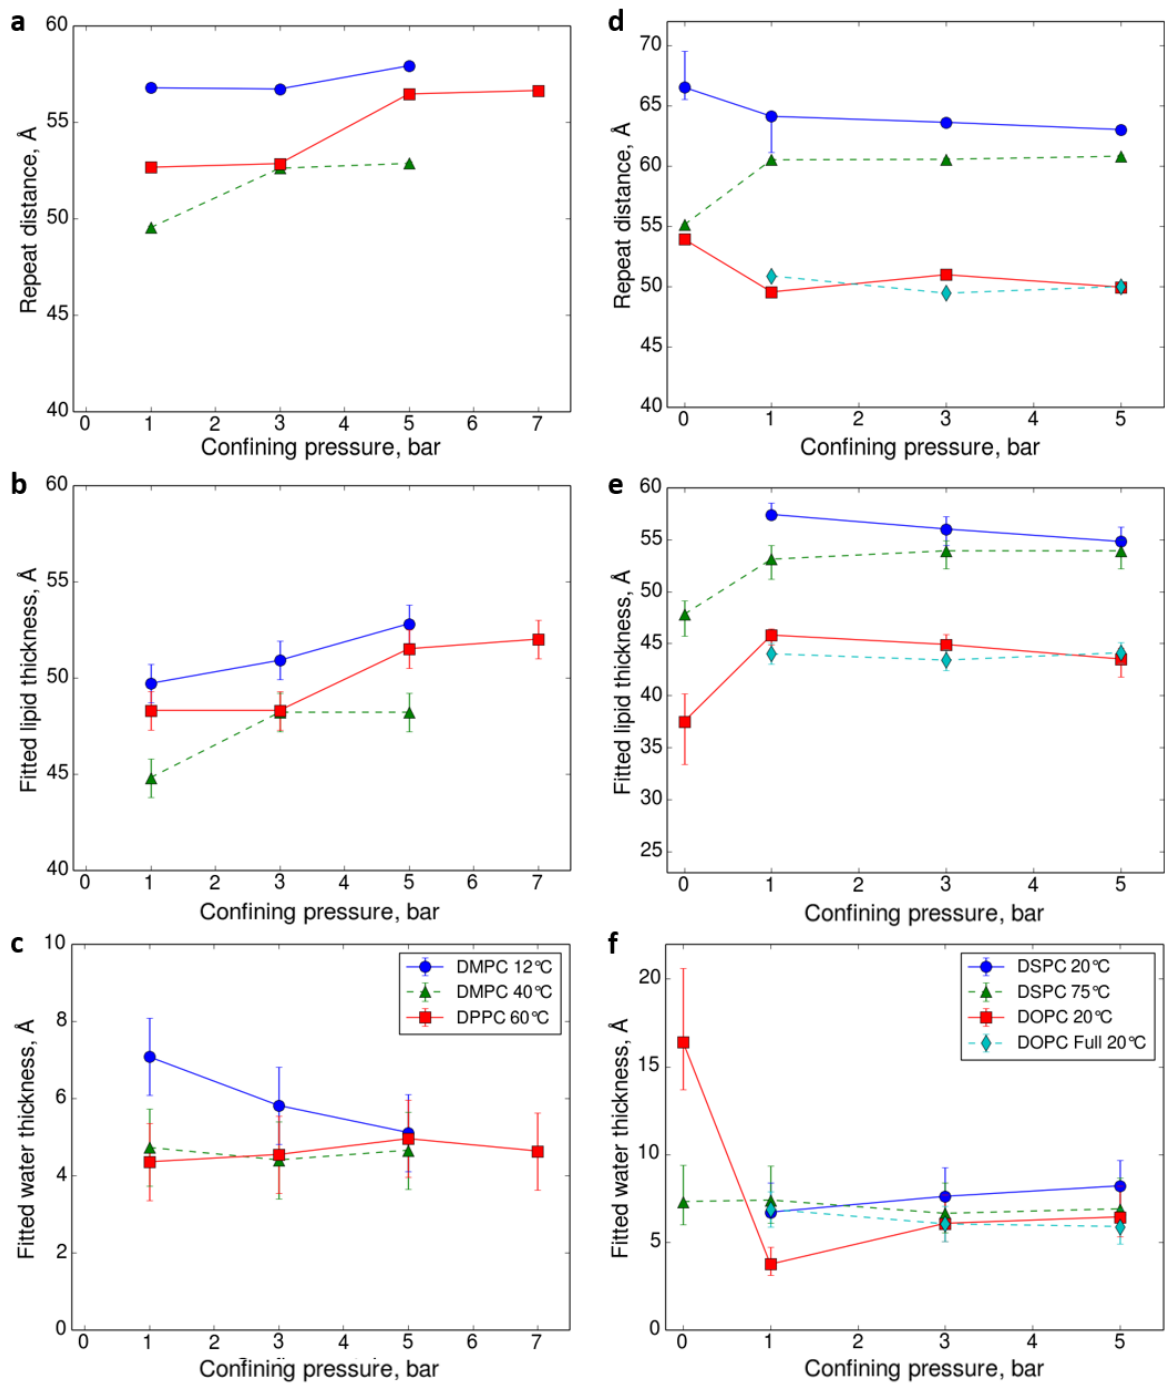 a
60
55
50
45
40
Repeat distance, Å
0 1 2 3 4 5 6 7
Confining pressure, bar
b
60
55
50
45
40
Fitted lipid thickness, Å
0 1 2 3 4 5 6 7
Confining pressure, bar
c
10
8
6
4
2
0
Fitted water thickness, Å
DMPC 12°C
DMPC 40°C
DPPC 60°C
0 1 2 3 4 5 6 7
Confining pressure, bar
d
70
65
60
55
50
45
40
Repeat distance, Å
0 1 2 3 4 5
Confining pressure, bar
e
60
55
50
45
40
35
30
25
Fitted lipid thickness, Å
0 1 2 3 4 5
Confining pressure, bar
f
20
15
10
5
0
Fitted water thickness, Å
DSPC 20°C
DSPC 75°C
DOPC 20°C
DOPC Full 20°C
0 1 2 3 4 5
Confining pressure, bar